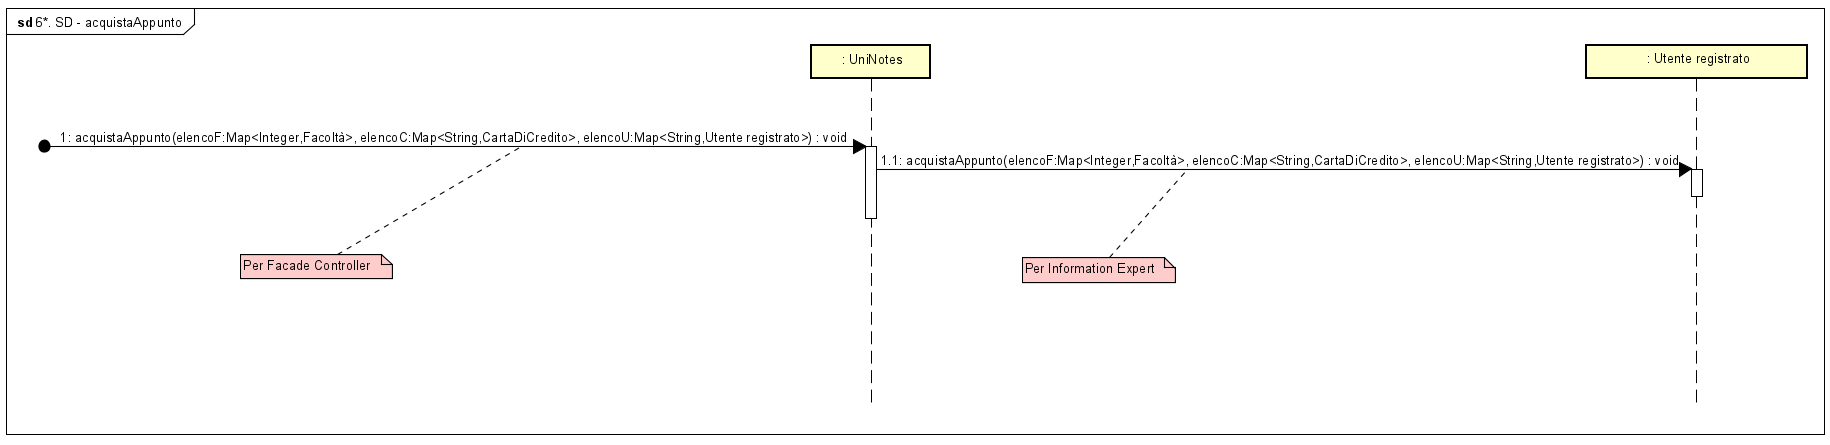 sd 6*. SD - acquistaAppunto
: UniNotes
: Utente registrato
1: acquistaAppunto(elencoF:Map<Integer,Facoltà>, elencoC:Map<String,CartaDiCredito>, elencoU:Map<String,Utente registrato>) : void
1.1: acquistaAppunto(elencoF:Map<Integer,Facoltà>, elencoC:Map<String,CartaDiCredito>, elencoU:Map<String,Utente registrato>) : void
Per Facade Controller
Per Information Expert